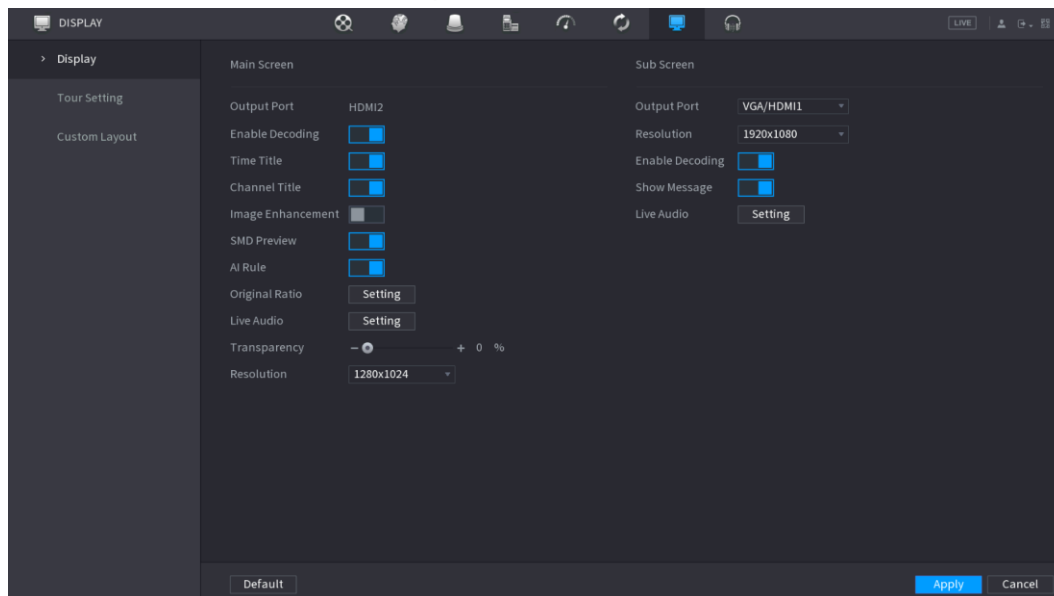 DISPLAY
LIVE
Display
Tour Setting
Custom Layout
Main Screen
Output Port HDMI2
Enable Decoding
Time Title
Channel Title
Image Enhancement
SMD Preview
AI Rule
Original Ratio Setting
Live Audio Setting
Transparency 0 %
Resolution 1280x1024
Sub Screen
Output Port VGA/HDMI1
Resolution 1920x1080
Enable Decoding
Show Message
Live Audio Setting
Default
Apply
Cancel